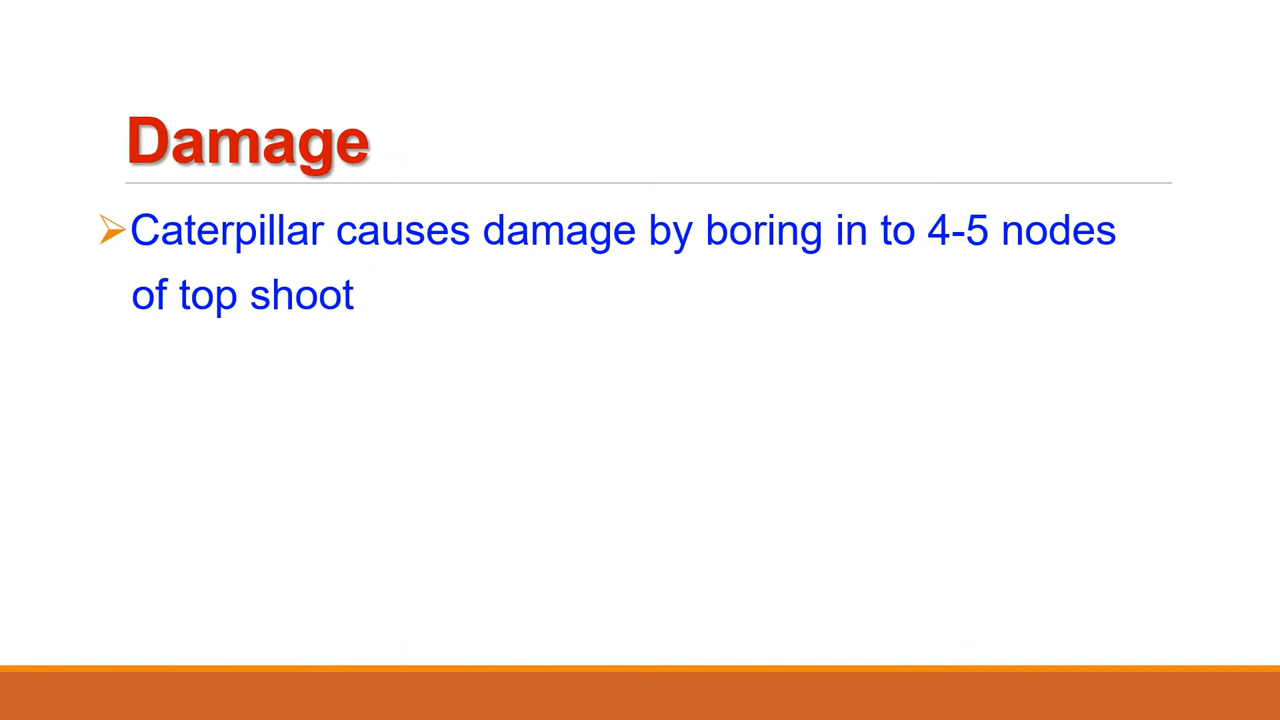 Damage
Caterpillar causes damage by boring in to 4-5 nodes
of top shoot